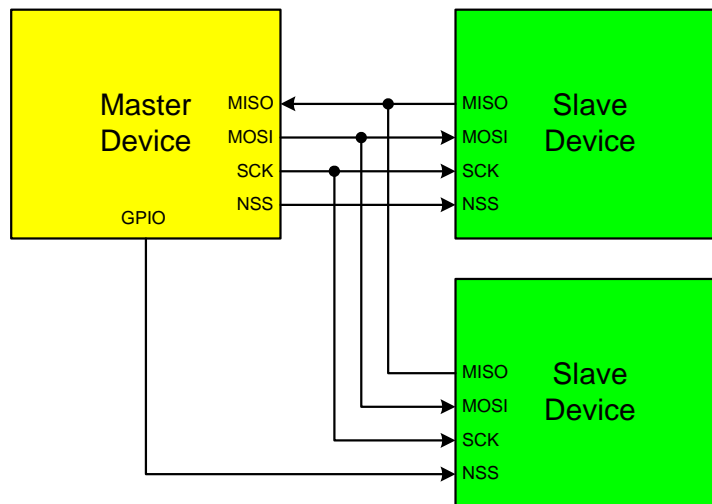 Master
Device
MISO
MOSI
SCK
NSS
GPIO
MISO
MOSI
SCK
NSS
Slave
Device
MISO
MOSI
SCK
NSS
Slave
Device